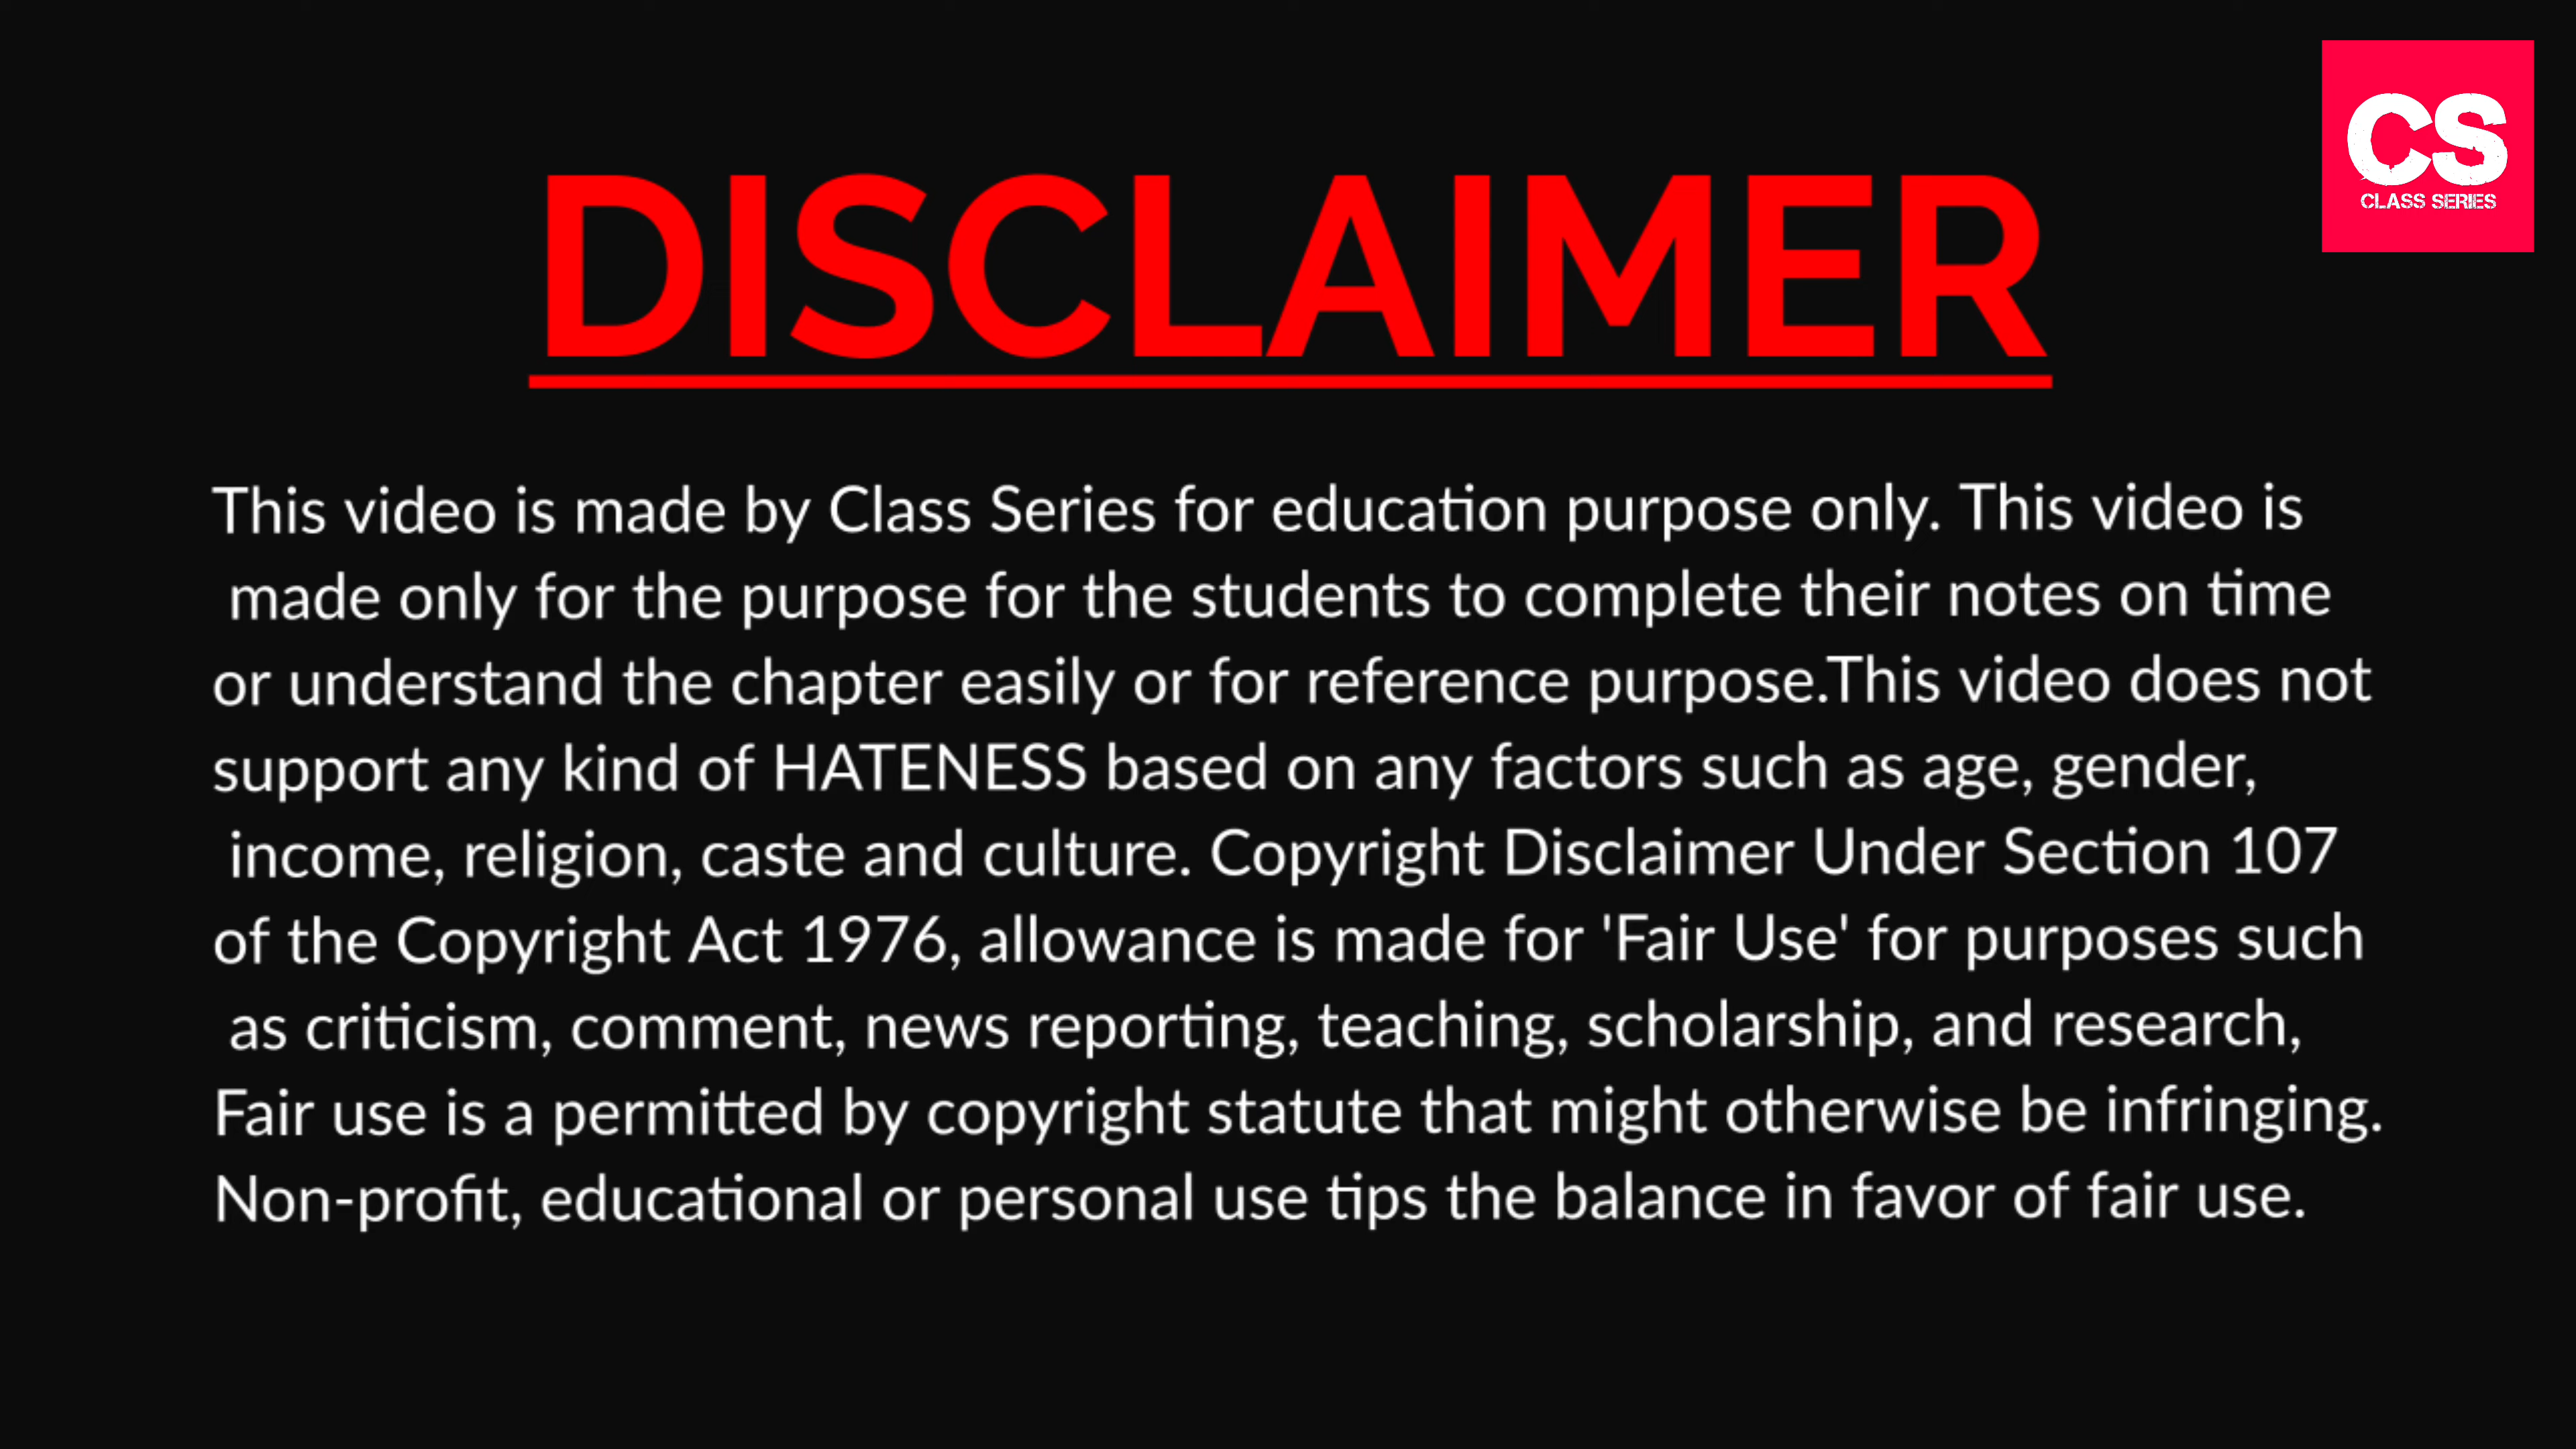 CS
CLASS SERIES
DISCLAIMER
This video is made by Class Series for education purpose only. This video is
made only for the purpose for the students to complete their notes on time
or understand the chapter easily or for reference purpose.This video does not
support any kind of HATENESS based on any factors such as age, gender,
income, religion, caste and culture. Copyright Disclaimer Under Section 107
of the Copyright Act 1976, allowance is made for 'Fair Use' for purposes such
as criticism, comment, news reporting, teaching, scholarship, and research,
Fair use is a permitted by copyright statute that might otherwise be infringing.
Non-profit, educational or personal use tips the balance in favor of fair use.